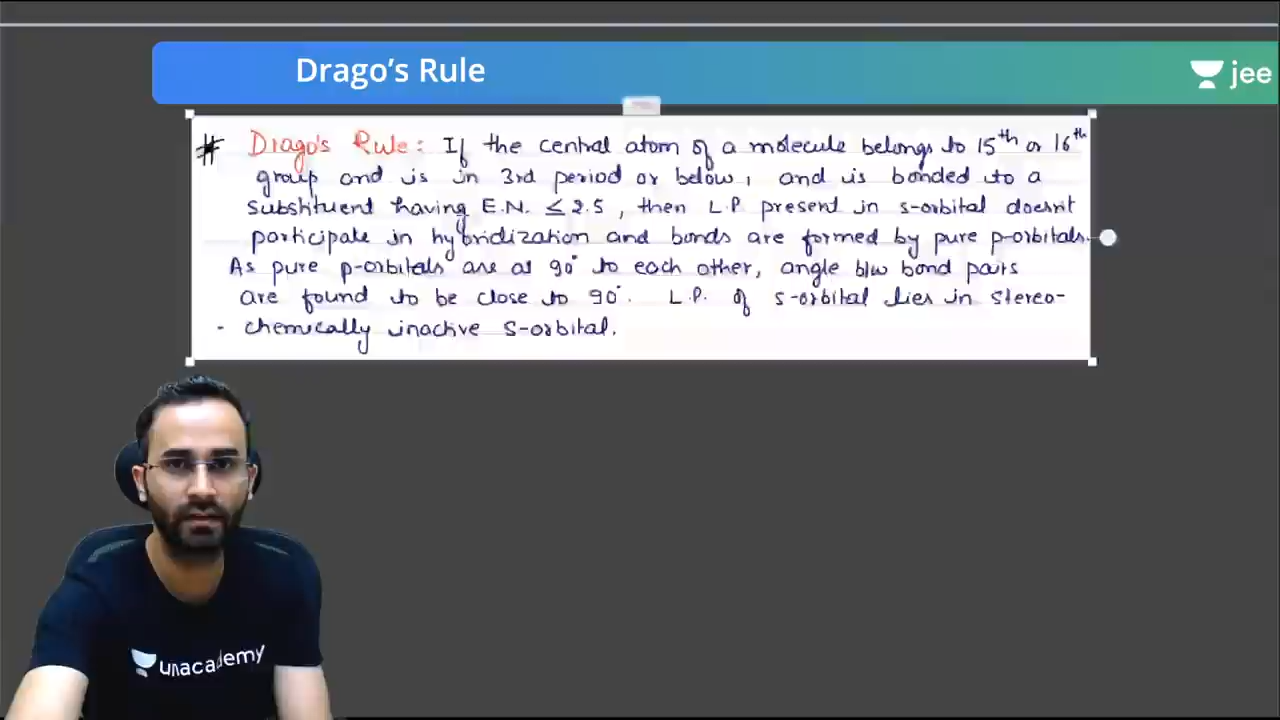 Drago's Rule
jee
# Drago's Rule: If the central atom of a molecule belongs to 15th or 16th
group and is in 3rd period or below, and is bonded to a
substituent having E.N. ≤ 2.5, then L.P present in s-orbital doesn't
participate in hybridization and bonds are formed by pure p-orbitals.
As pure p-orbitals are at 90° to each other, angle b/w bond pairs
are found to be close to 90°. L.P. of s-orbital lies in stereo-
- chemically inactive s-orbital.
unacademy